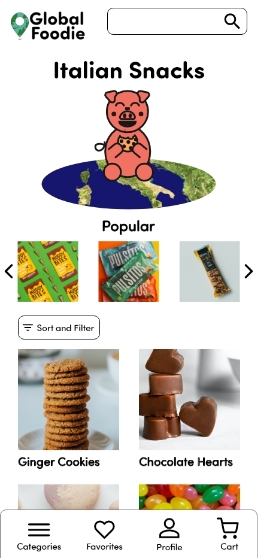 Global
Foodie
Italian Snacks
Popular
Sort and Filter
Ginger Cookies
Chocolate Hearts
Categories
Favorites
Profile
Cart